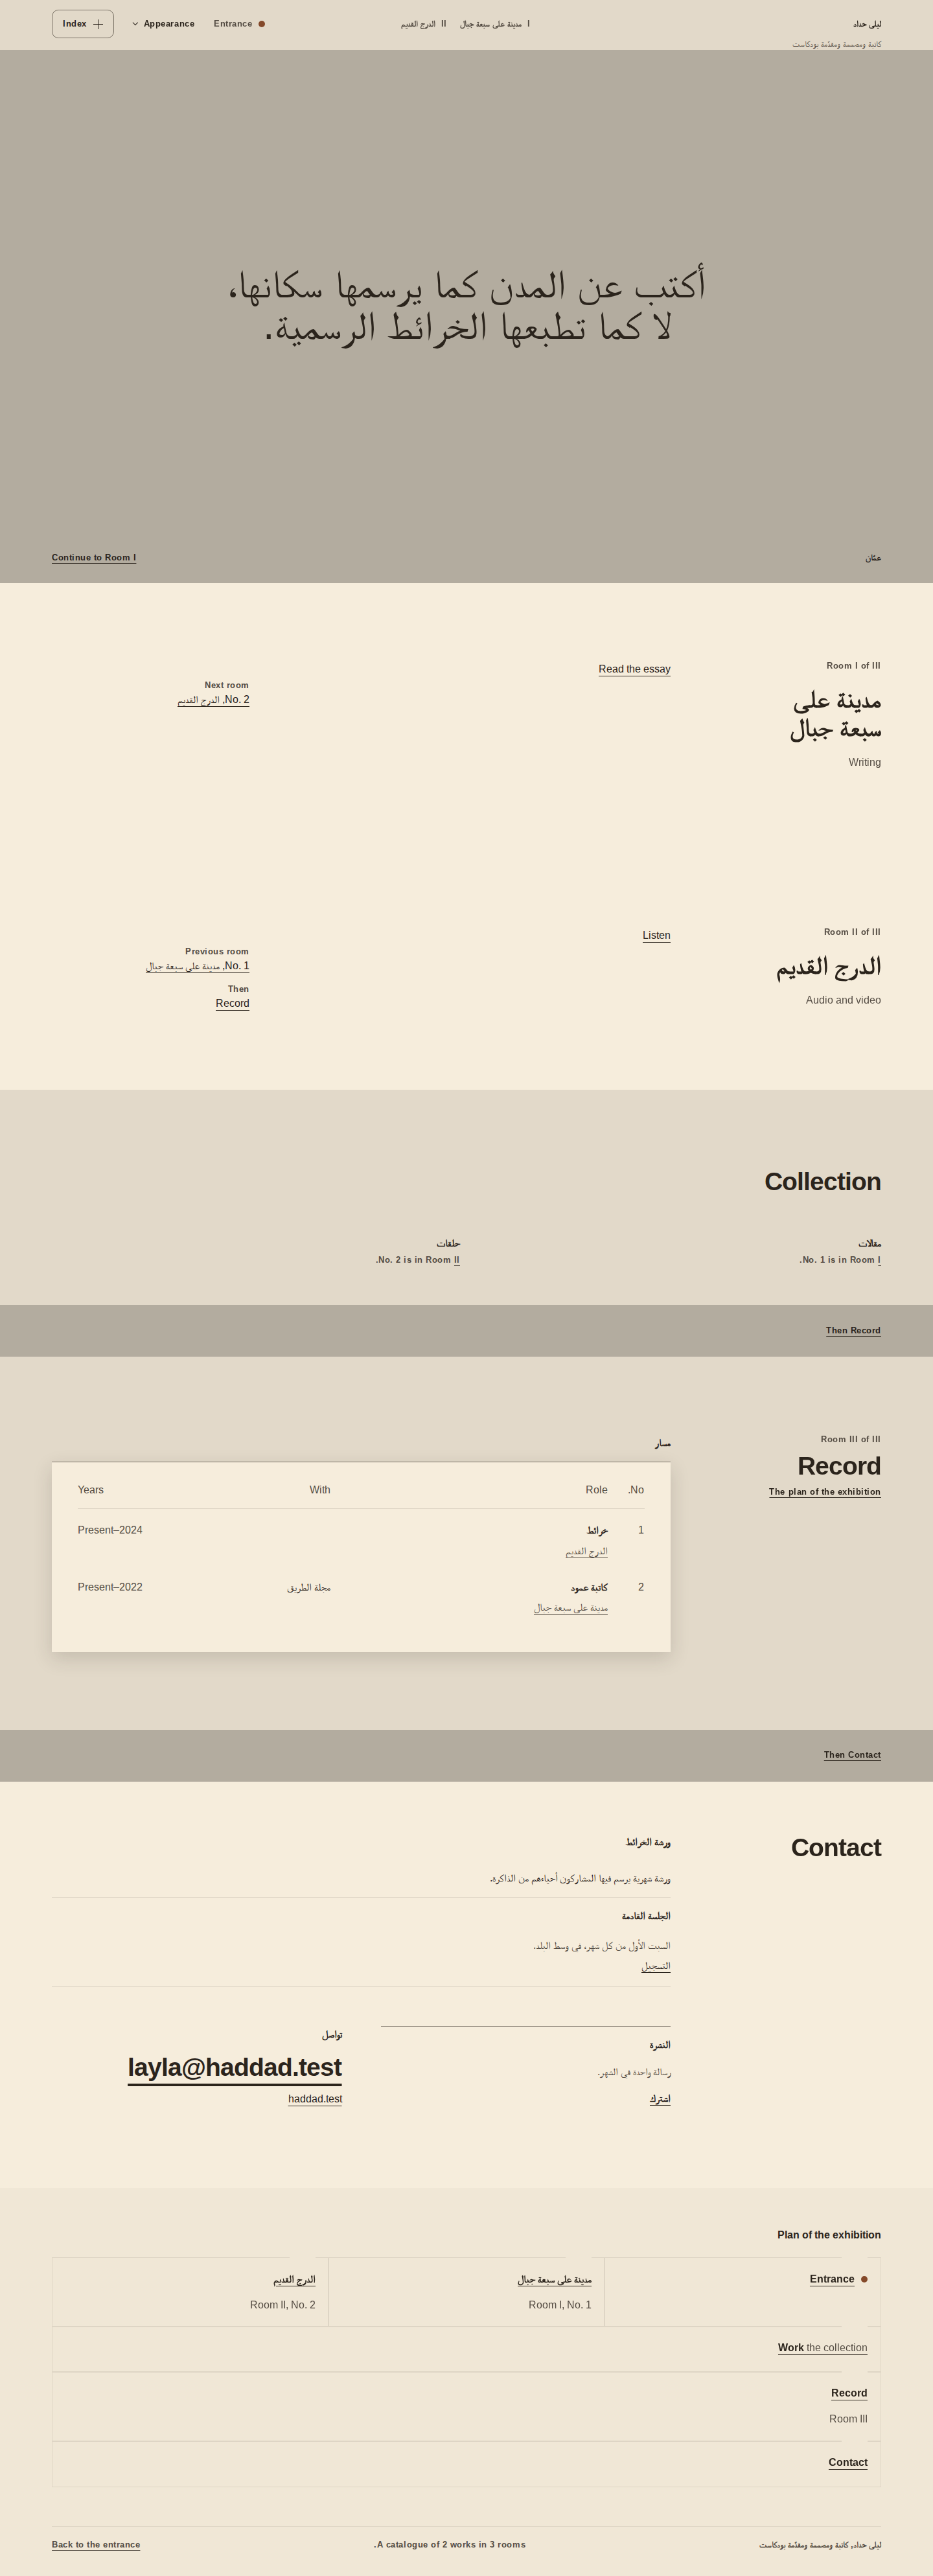 ليلى حداد
كاتبة ومصممة ومقدّمة بودكاست
I مدينة على سبعة جبال II الدرج القديم
Entrance
Appearance
Index
أكتب عن المدن كما يرسمها سكانها،
لا كما تطبعها الخرائط الرسمية.
عمّان
Continue to Room I
Room I of III
مدينة على
سبعة جبال
Writing
Read the essay
Next room
No. 2, الدرج القديم
Room II of III
الدرج القديم
Audio and video
Listen
Previous room
No. 1, مدينة على سبعة جبال
Then
Record
Collection
مقالات
No. 1 is in Room I.
حلقات
No. 2 is in Room II.
Then Record
Room III of III
Record
The plan of the exhibition
مسار
No. Role With Years
1 خرائط 2024–Present
الدرج القديم
2 كاتبة عمود مجلة الطريق 2022–Present
مدينة على سبعة جبال
Then Contact
Contact
ورشة الخرائط
ورشة شهرية يرسم فيها المشاركون أحياءهم من الذاكرة.
الجلسة القادمة
السبت الأول من كل شهر، في وسط البلد.
التسجيل
النشرة
رسالة واحدة في الشهر.
اشترك
تواصل
layla@haddad.test
haddad.test
Plan of the exhibition
Entrance
مدينة على سبعة جبال
Room I, No. 1
الدرج القديم
Room II, No. 2
Work the collection
Record
Room III
Contact
ليلى حداد, كاتبة ومصممة ومقدّمة بودكاست
A catalogue of 2 works in 3 rooms.
Back to the entrance